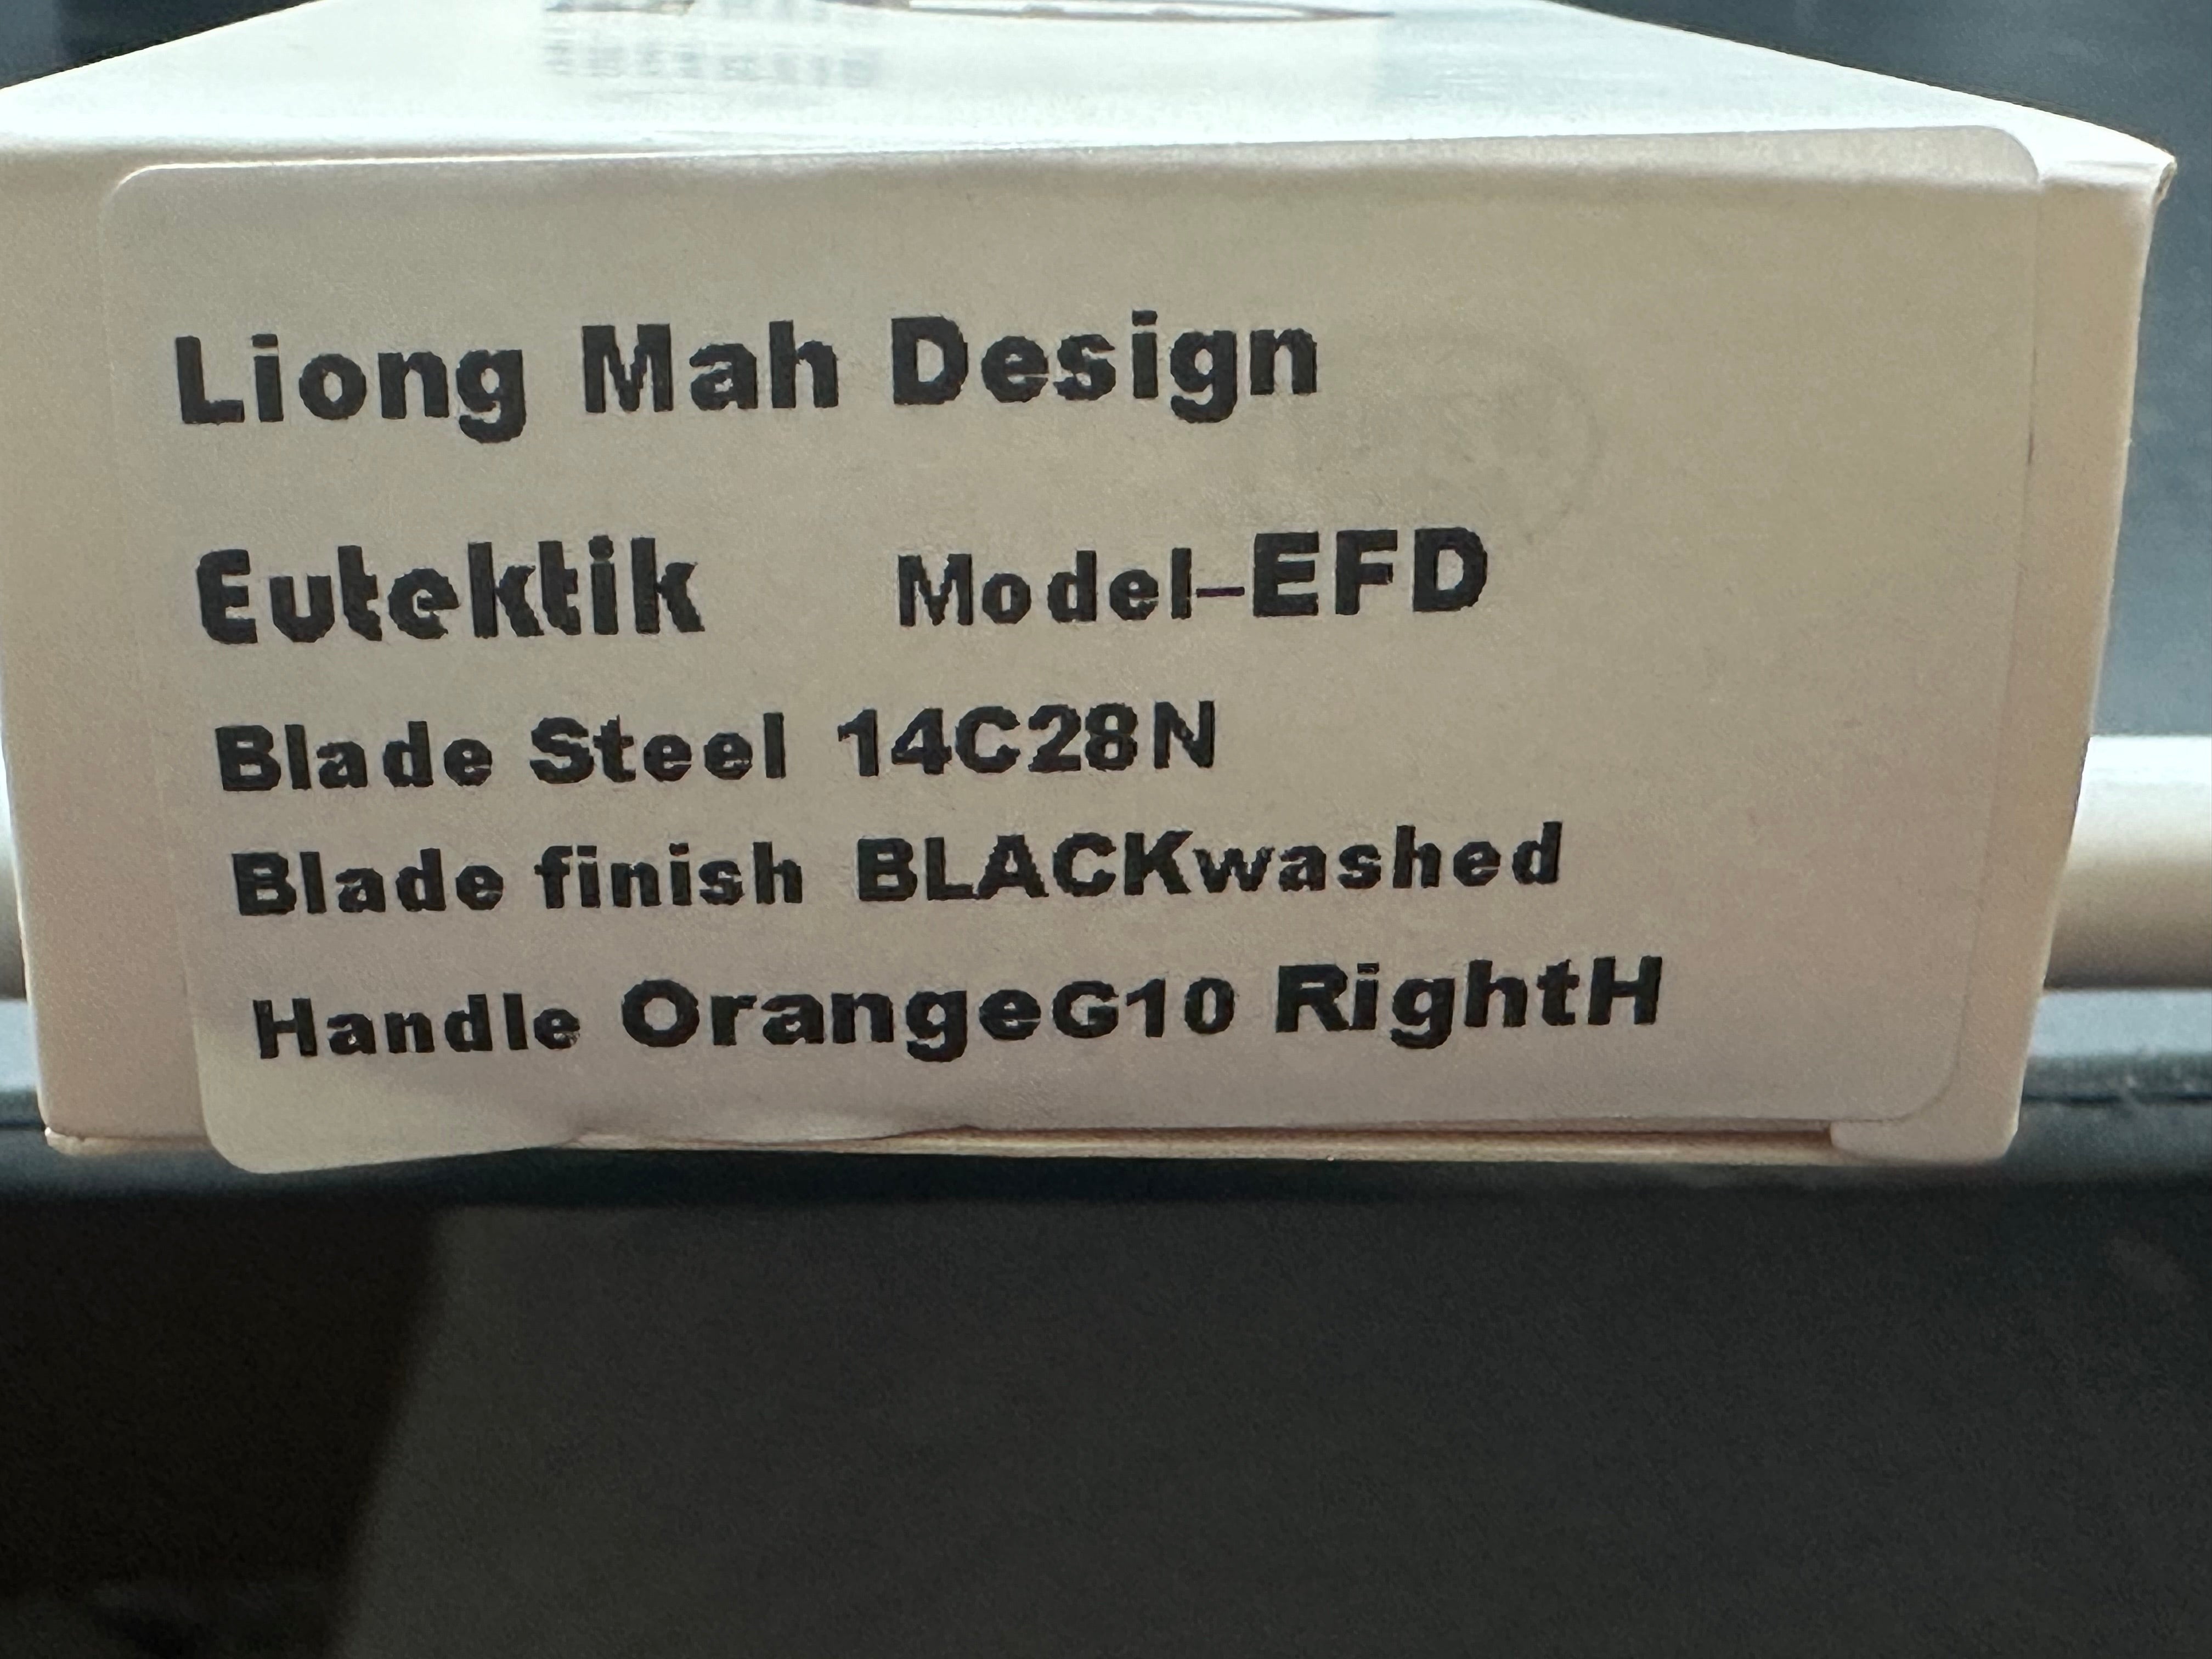 Liong Mah Design
Eutektik Model-EFD
Blade Steel 14C28N
Blade finish BLACKwashed
Handle OrangeG10 RightH